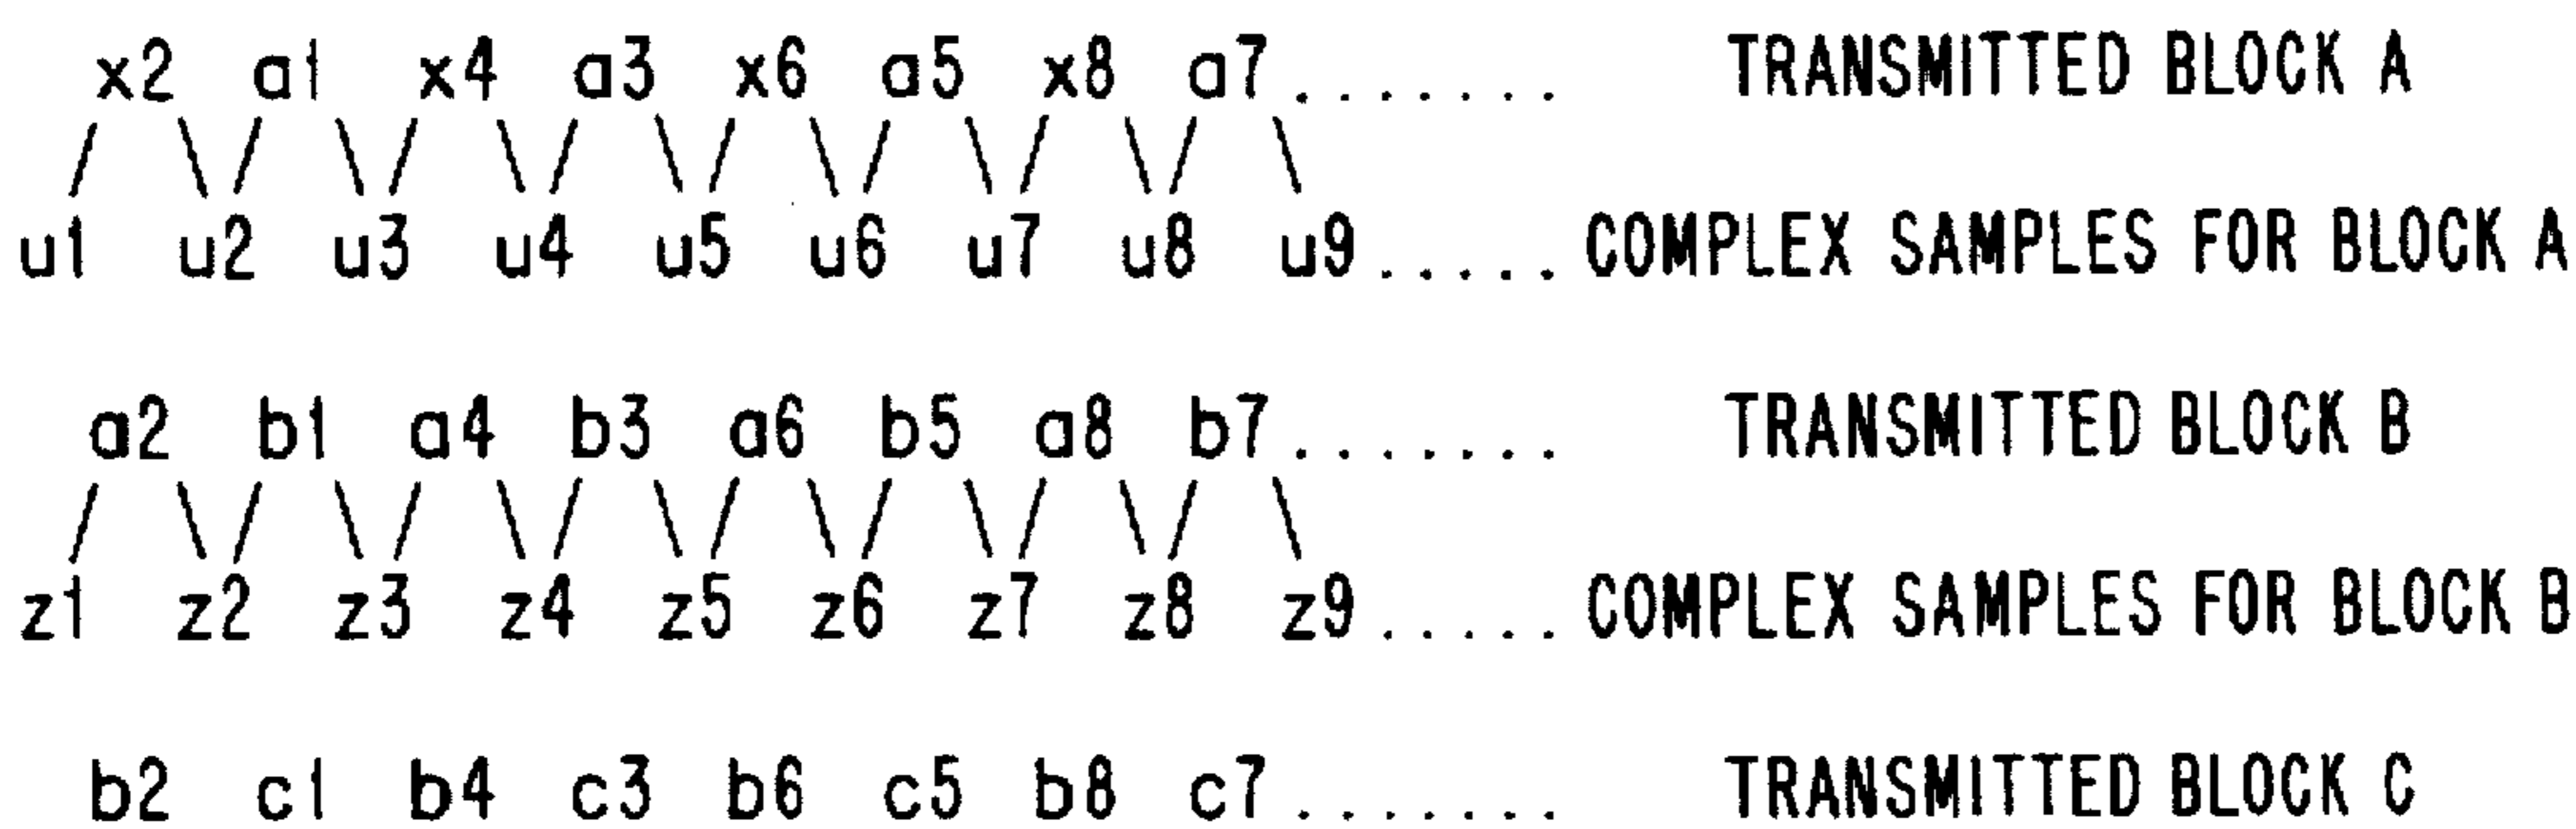 x2 a1 x4 a3 x6 a5 x8 a7....... TRANSMITTED BLOCK A
u1 u2 u3 u4 u5 u6 u7 u8 u9..... COMPLEX SAMPLES FOR BLOCK A
a2 b1 a4 b3 a6 b5 a8 b7....... TRANSMITTED BLOCK B
z1 z2 z3 z4 z5 z6 z7 z8 z9..... COMPLEX SAMPLES FOR BLOCK B
b2 c1 b4 c3 b6 c5 b8 c7....... TRANSMITTED BLOCK C